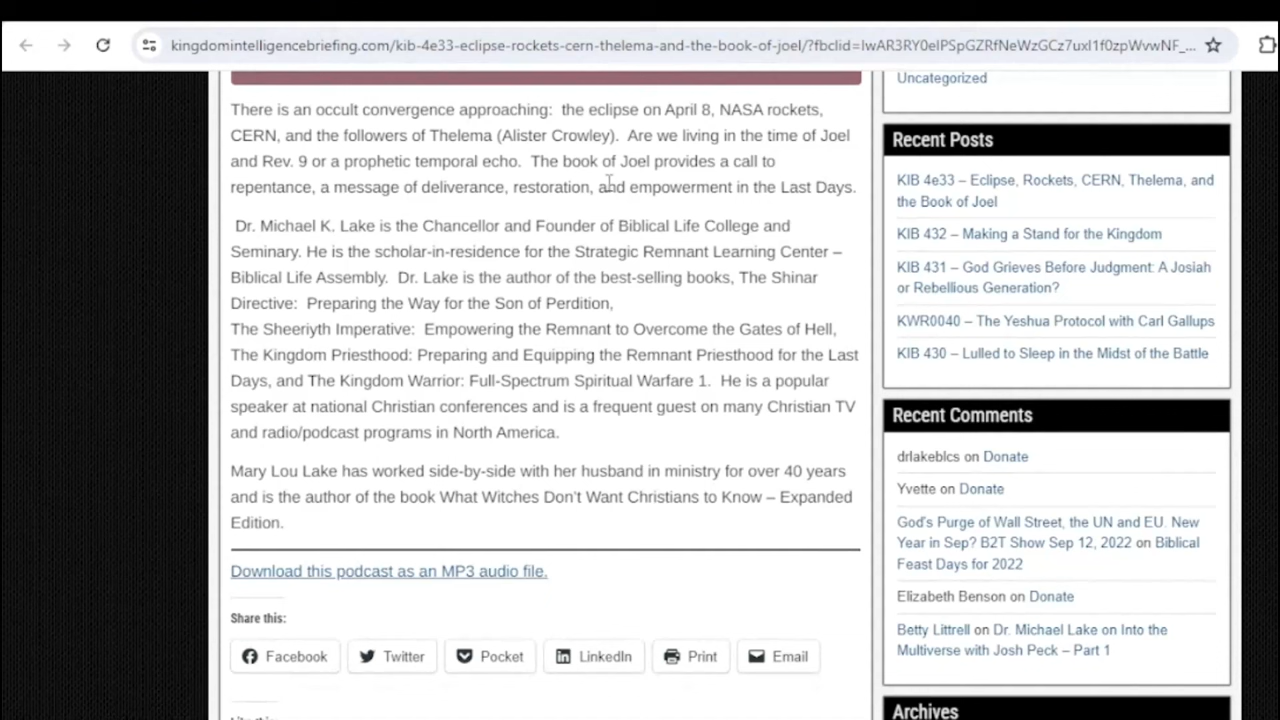 kingdomintelligencebriefing.com/kib-4e33-eclipse-rockets-cern-thelema-and-the-book-of-joel/?fbclid=IwAR3RY0elPSpGZRfNeWzGCz7uxl1f0zpWvwNF_...
There is an occult convergence approaching:  the eclipse on April 8, NASA rockets,
CERN, and the followers of Thelema (Alister Crowley).  Are we living in the time of Joel
and Rev. 9 or a prophetic temporal echo.  The book of Joel provides a call to
repentance, a message of deliverance, restoration, and empowerment in the Last Days.
Dr. Michael K. Lake is the Chancellor and Founder of Biblical Life College and
Seminary. He is the scholar-in-residence for the Strategic Remnant Learning Center –
Biblical Life Assembly.  Dr. Lake is the author of the best-selling books, The Shinar
Directive:  Preparing the Way for the Son of Perdition,
The Sheeriyth Imperative:  Empowering the Remnant to Overcome the Gates of Hell,
The Kingdom Priesthood: Preparing and Equipping the Remnant Priesthood for the Last
Days, and The Kingdom Warrior: Full-Spectrum Spiritual Warfare 1.  He is a popular
speaker at national Christian conferences and is a frequent guest on many Christian TV
and radio/podcast programs in North America.
Mary Lou Lake has worked side-by-side with her husband in ministry for over 40 years
and is the author of the book What Witches Don't Want Christians to Know – Expanded
Edition.
Download this podcast as an MP3 audio file.
Share this:
Facebook
Twitter
Pocket
LinkedIn
Print
Email
Uncategorized
Recent Posts
KIB 4e33 – Eclipse, Rockets, CERN, Thelema, and
the Book of Joel
KIB 432 – Making a Stand for the Kingdom
KIB 431 – God Grieves Before Judgment: A Josiah
or Rebellious Generation?
KWR0040 – The Yeshua Protocol with Carl Gallups
KIB 430 – Lulled to Sleep in the Midst of the Battle
Recent Comments
drlakeblcs on Donate
Yvette on Donate
God's Purge of Wall Street, the UN and EU. New
Year in Sep? B2T Show Sep 12, 2022 on Biblical
Feast Days for 2022
Elizabeth Benson on Donate
Betty Littrell on Dr. Michael Lake on Into the
Multiverse with Josh Peck – Part 1
Archives